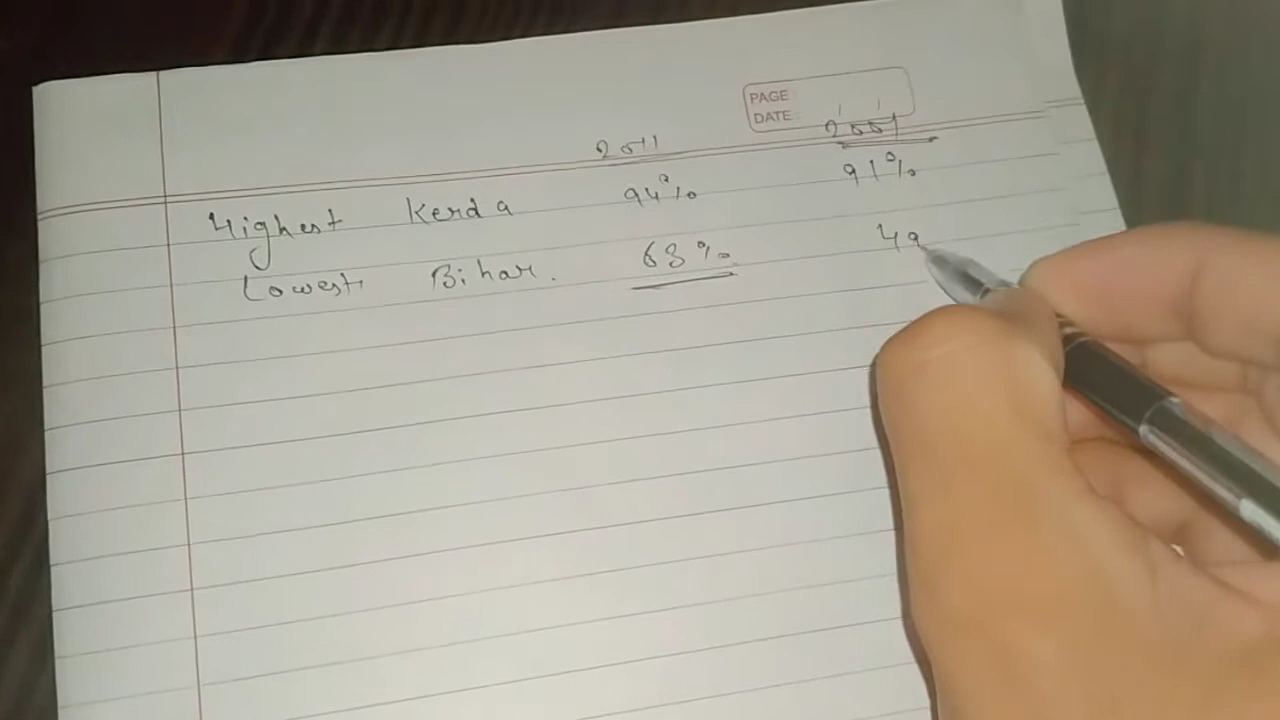 PAGE
DATE
2011 2001
Highest Kerala 94% 91%
Lowest Bihar. 63% 49